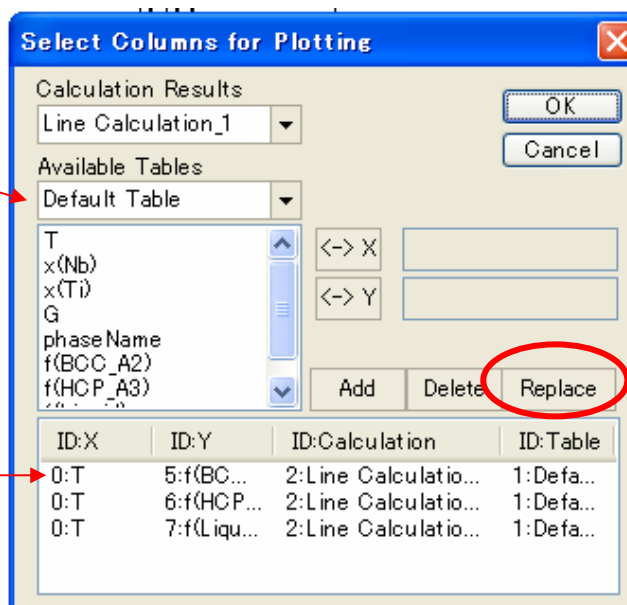 Select Columns for Plotting
Calculation Results
Line Calculation_1
OK
Cancel
Available Tables
Default Table
T
x(Nb)
x(Ti)
G
phaseName
f(BCC_A2)
f(HCP_A3)
<-> X
<-> Y
Add Delete Replace
ID:X ID:Y ID:Calculation ID:Table
0:T 5:f(BC... 2:Line Calculatio... 1:Defa...
0:T 6:f(HCP... 2:Line Calculatio... 1:Defa...
0:T 7:f(Liqu... 2:Line Calculatio... 1:Defa...